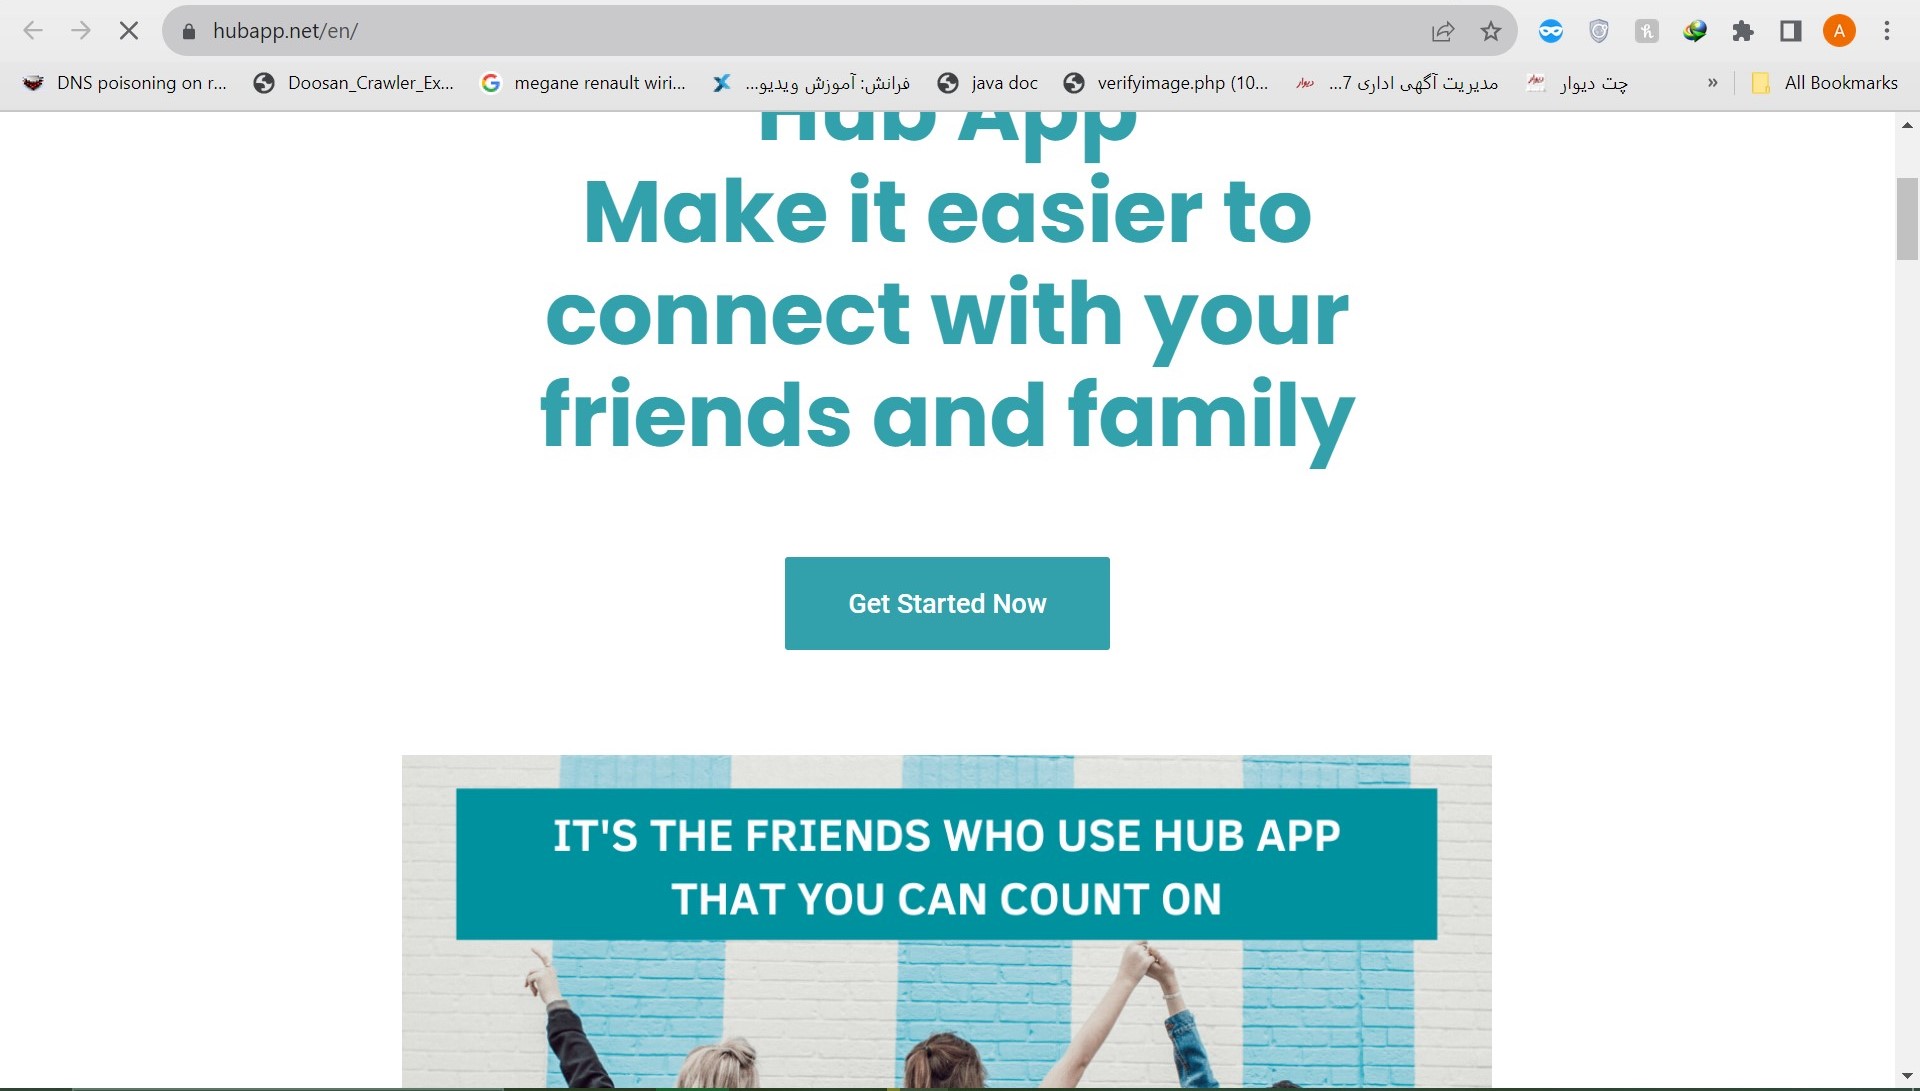 hubapp.net/en/
A
DNS poisoning on r...
Doosan_Crawler_Ex...
megane renault wiri...
فرانش: آموزش ویدیو...
java doc
verifyimage.php (10...
مدیریت آگهی اداری 7...
چت دیوار
»
All Bookmarks
Hub App
Make it easier to
connect with your
friends and family
Get Started Now
IT'S THE FRIENDS WHO USE HUB APP
THAT YOU CAN COUNT ON